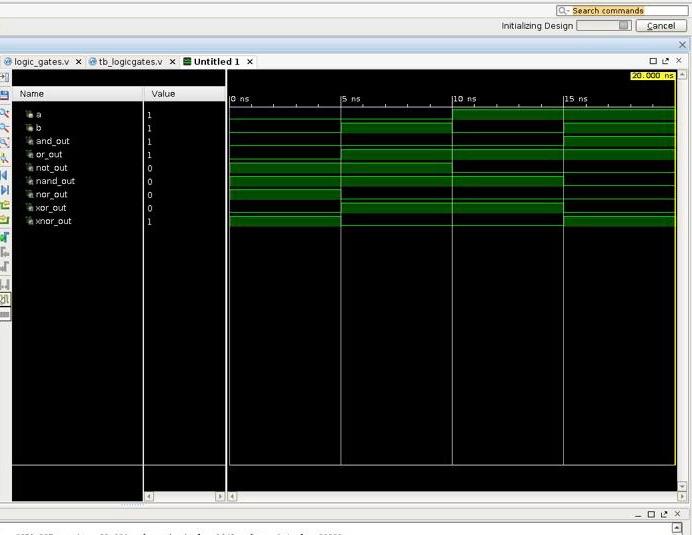 Search commands
Initializing Design Cancel
logic_gates.v tb_logicgates.v Untitled 1
20.000 ns
Name Value 0 ns 5 ns 10 ns 15 ns
a 1
b 1
and_out 1
or_out 1
not_out 0
nand_out 0
nor_out 0
xor_out 0
xnor_out 1